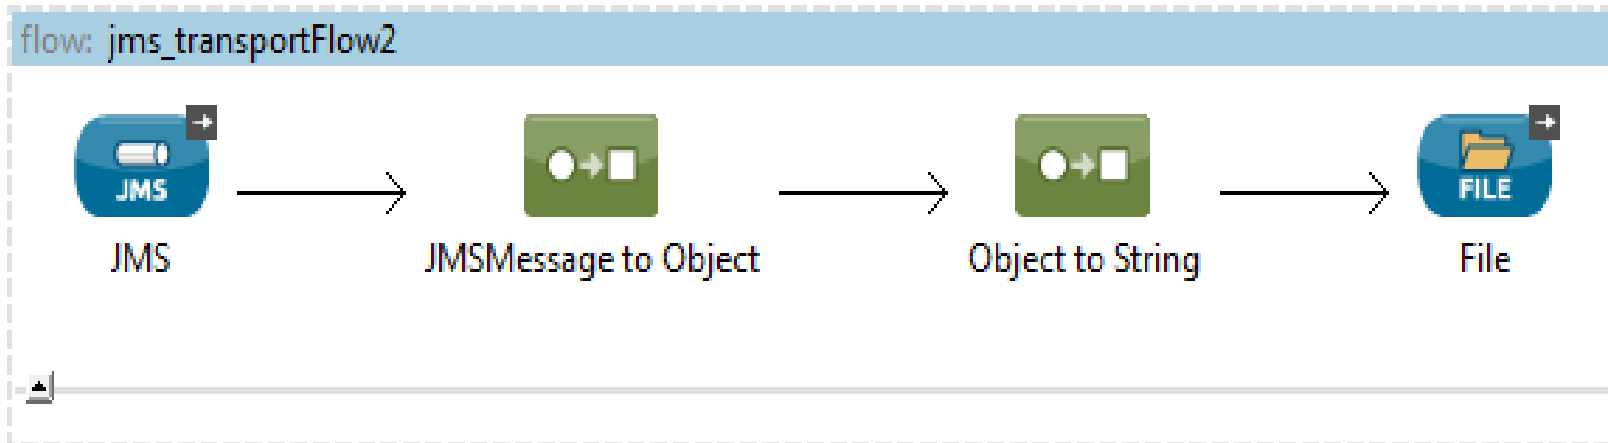 flow: jms_transportFlow2
JMS
FILE
JMS
JMSMessage to Object
Object to String
File